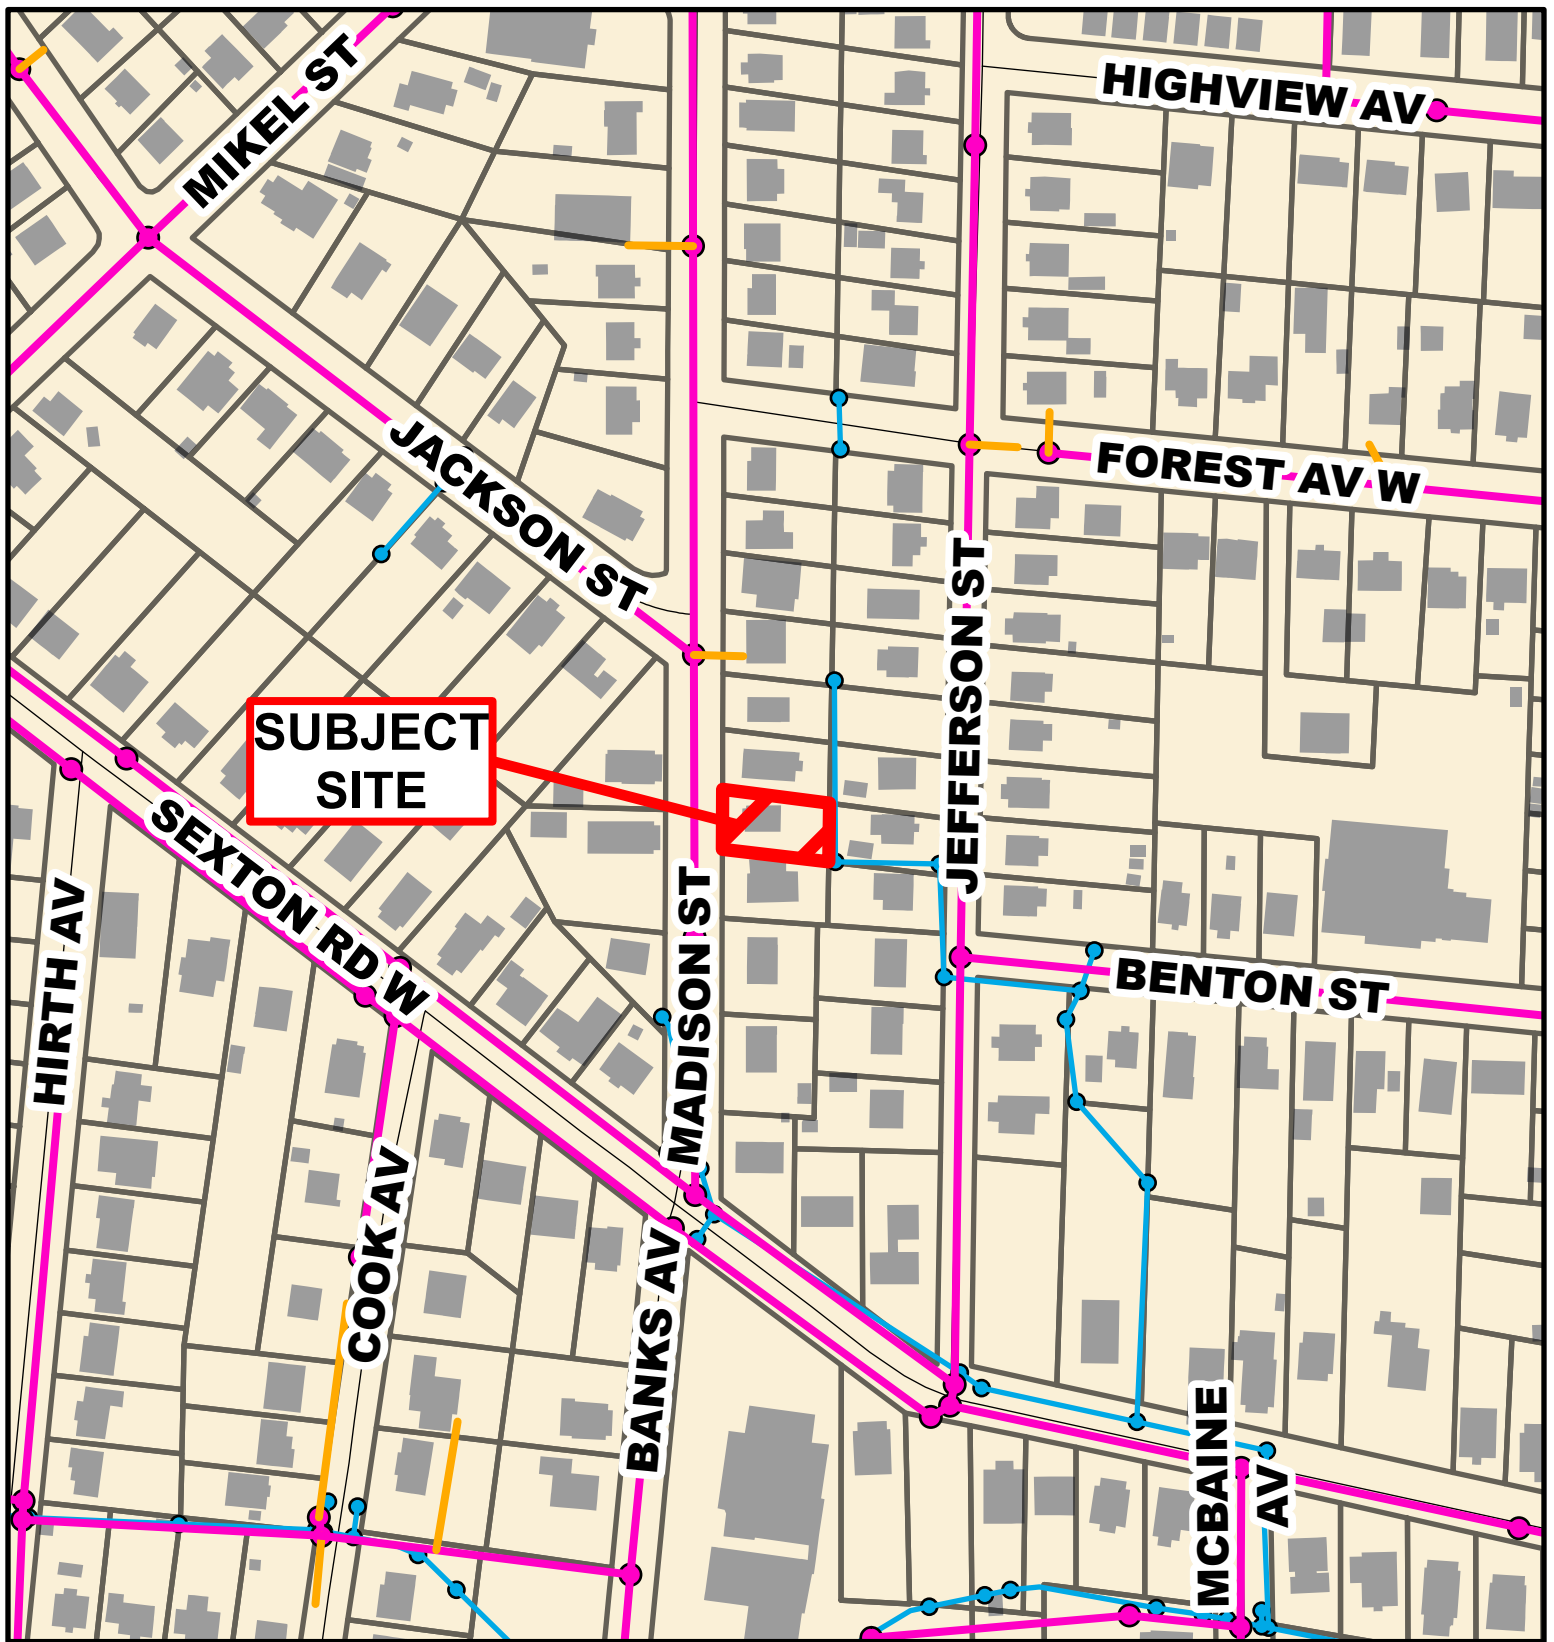 MIKEL ST
HIGHVIEW AV
JACKSON ST
FOREST AV W
JEFFERSON ST
SUBJECT
SITE
SEXTON RD W
HIRTH AV
MADISON ST
BENTON ST
COOK AV
BANKS AV
MCBAINE
AV